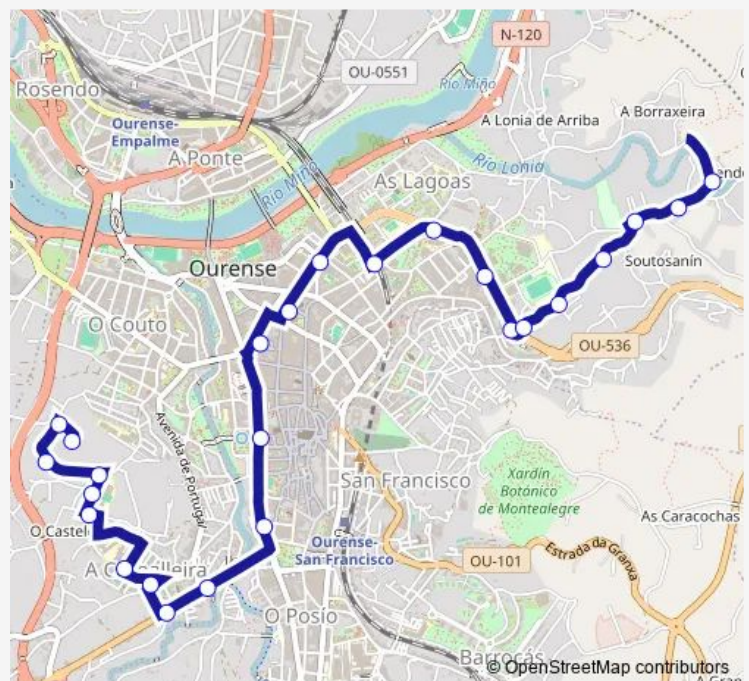 N-120
OU-0551
Rosendo
Río Miño
A Borraxeira
A Lonia de Arriba
Ourense-
Empalme
A Ponte
Río Lonia
Río Miño
As Lagoas
Ourense
Soutosanín
O Couto
OU-536
Avenida de Portugal
San Francisco
Xardín
Botánico
de Montealegre
As Caracochas
Ourense-
San Francisco
OU-101
Estrada da Granxa
O Posío
Barrocás
© OpenStreetMap contributors